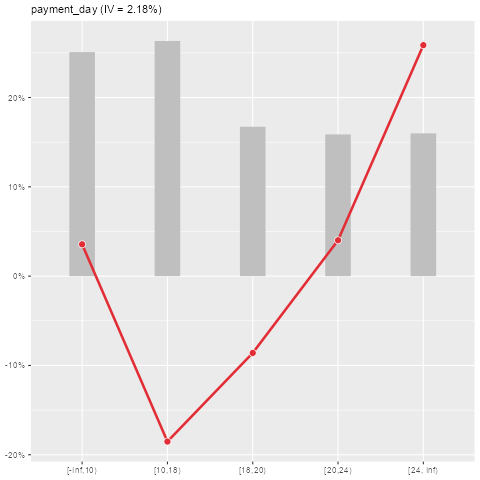 payment_day (IV = 2.18%)
20%
10%
0%
-10%
-20%
[-Inf,10)
[10,18)
[18,20)
[20,24)
[24, Inf)